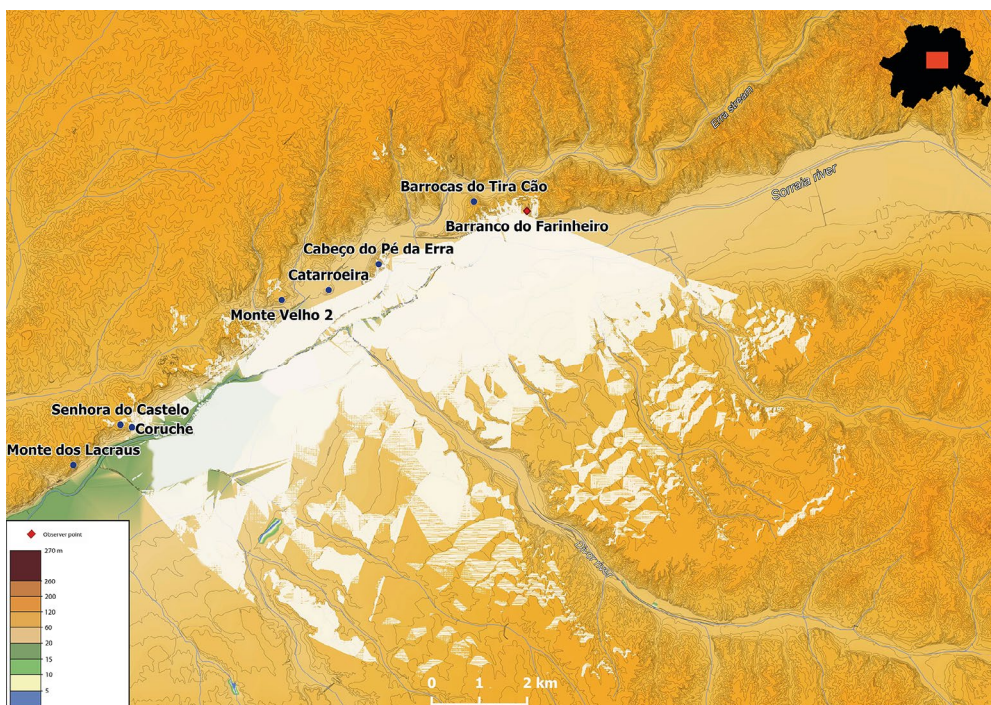 Erra stream
Sorraia river
Barrocas do Tira Cão
Barranco do Farinheiro
Cabeço do Pé da Erra
Catarroeira
Monte Velho 2
Senhora do Castelo
Coruche
Monte dos Lacraus
Divor river
Observer point
270 m
260
200
120
60
20
15
10
5
0 1 2 km